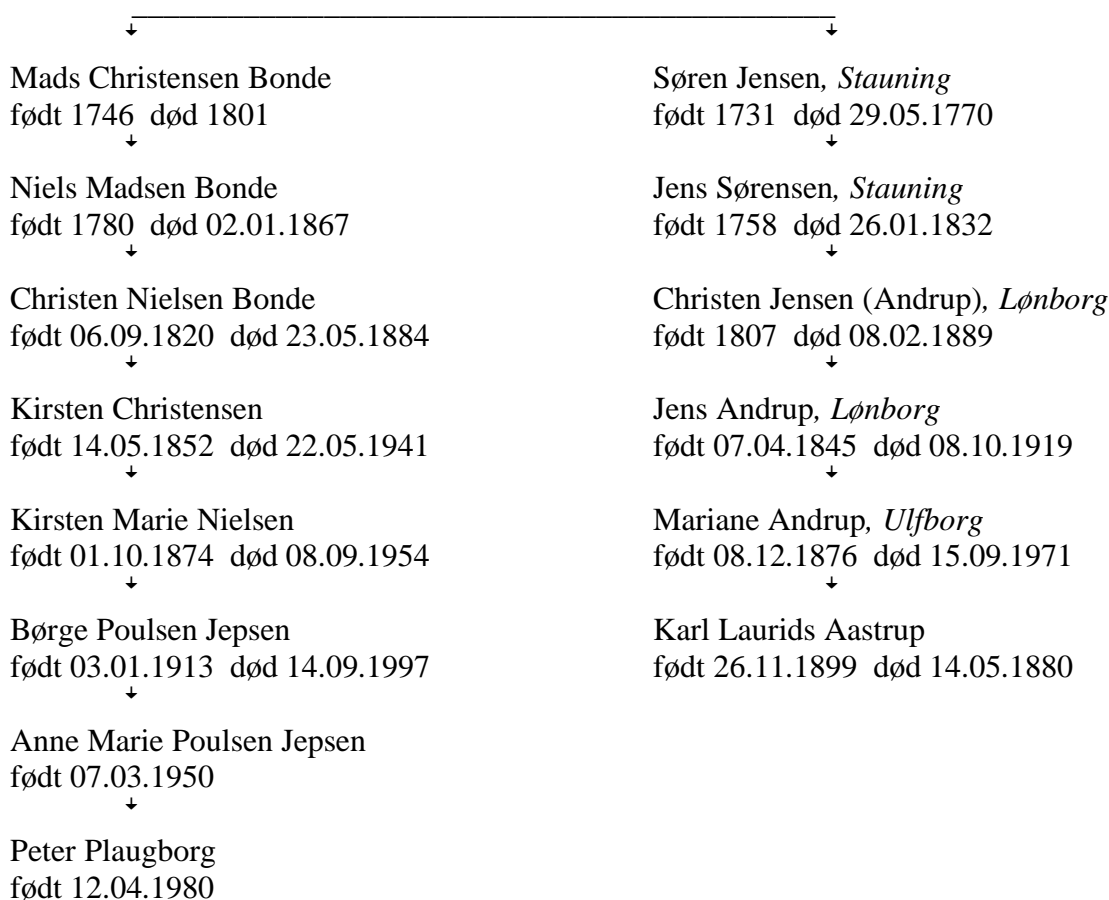 Mads Christensen Bonde
født 1746 død 1801
Niels Madsen Bonde
født 1780 død 02.01.1867
Christen Nielsen Bonde
født 06.09.1820 død 23.05.1884
Kirsten Christensen
født 14.05.1852 død 22.05.1941
Kirsten Marie Nielsen
født 01.10.1874 død 08.09.1954
Børge Poulsen Jepsen
født 03.01.1913 død 14.09.1997
Anne Marie Poulsen Jepsen
født 07.03.1950
Peter Plaugborg
født 12.04.1980
Søren Jensen, Stauning
født 1731 død 29.05.1770
Jens Sørensen, Stauning
født 1758 død 26.01.1832
Christen Jensen (Andrup), Lønborg
født 1807 død 08.02.1889
Jens Andrup, Lønborg
født 07.04.1845 død 08.10.1919
Mariane Andrup, Ulfborg
født 08.12.1876 død 15.09.1971
Karl Laurids Aastrup
født 26.11.1899 død 14.05.1880